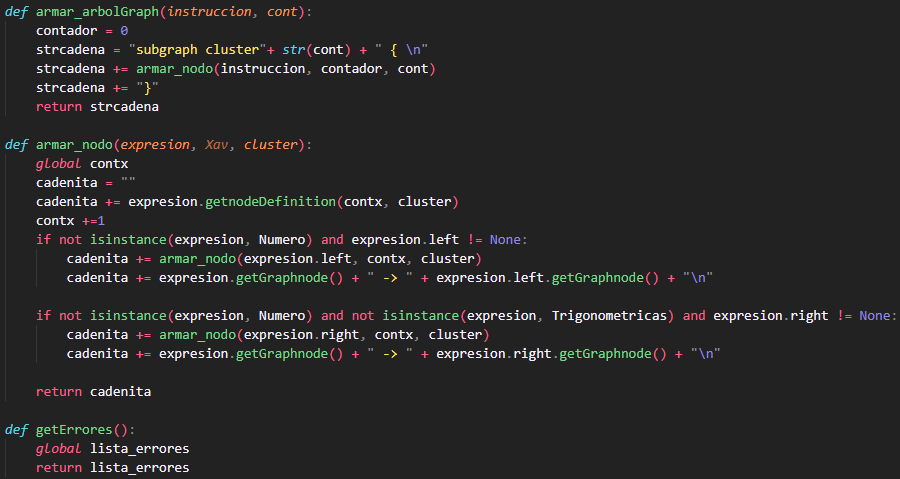 def armar_arbolGraph(instruccion, cont):
    contador = 0
    strcadena = "subgraph cluster"+ str(cont) + " { \n"
    strcadena += armar_nodo(instruccion, contador, cont)
    strcadena += "}"
    return strcadena

def armar_nodo(expresion, Xav, cluster):
    global contx
    cadenita = ""
    cadenita += expresion.getnodeDefinition(contx, cluster)
    contx +=1
    if not isinstance(expresion, Numero) and expresion.left != None:
        cadenita += armar_nodo(expresion.left, contx, cluster)
        cadenita += expresion.getGraphnode() + " -> " + expresion.left.getGraphnode() + "\n"

    if not isinstance(expresion, Numero) and not isinstance(expresion, Trigonometricas) and expresion.right != None:
        cadenita += armar_nodo(expresion.right, contx, cluster)
        cadenita += expresion.getGraphnode() + " -> " + expresion.right.getGraphnode() + "\n"

    return cadenita

def getErrores():
    global lista_errores
    return lista_errores